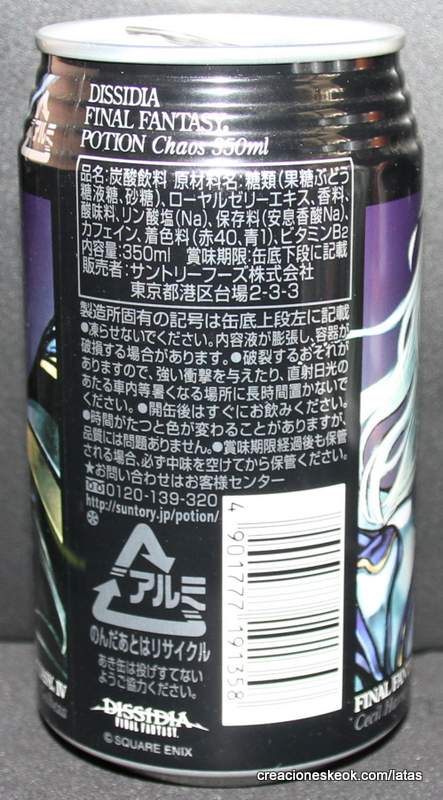 DISSIDIA
FINAL FANTASY
POTION Chaos 350ml
品名:炭酸飲料 原材料名:糖類(果糖ぶどう
糖液糖、砂糖)、ローヤルゼリーエキス、香料、
酸味料、リン酸塩(Na)、保存料(安息香酸Na)、
カフェイン、着色料(赤40、青1)、ビタミンB2
内容量:350ml 賞味期限:缶底下段に記載
販売者:サントリーフーズ株式会社
東京都港区台場2-3-3
製造所固有の記号は缶底上段左に記載
●凍らせないでください。内容液が膨張し、容器が
破損する場合があります。●破裂するおそれが
ありますので、強い衝撃を与えたり、直射日光の
あたる車内等暑くなる場所に長時間置かないで
ください。●開缶後はすぐにお飲みください。
●時間がたつと色が変わることがありますが、
品質には問題ありません。●賞味期限経過後も保管
される場合、必ず中味を空けてから保管ください。
★お問い合わせはお客様センター
0120-139-320
http://suntory.jp/potion/
4 901777 191358
アルミ
のんだあとはリサイクル
あき缶は投げすてない
ようご協力ください。
DISSIDIA
FINAL FANTASY
©SQUARE ENIX
アルミ
IV
FINAL FANT
Cecil Ha
creacioneskeok.com/latas